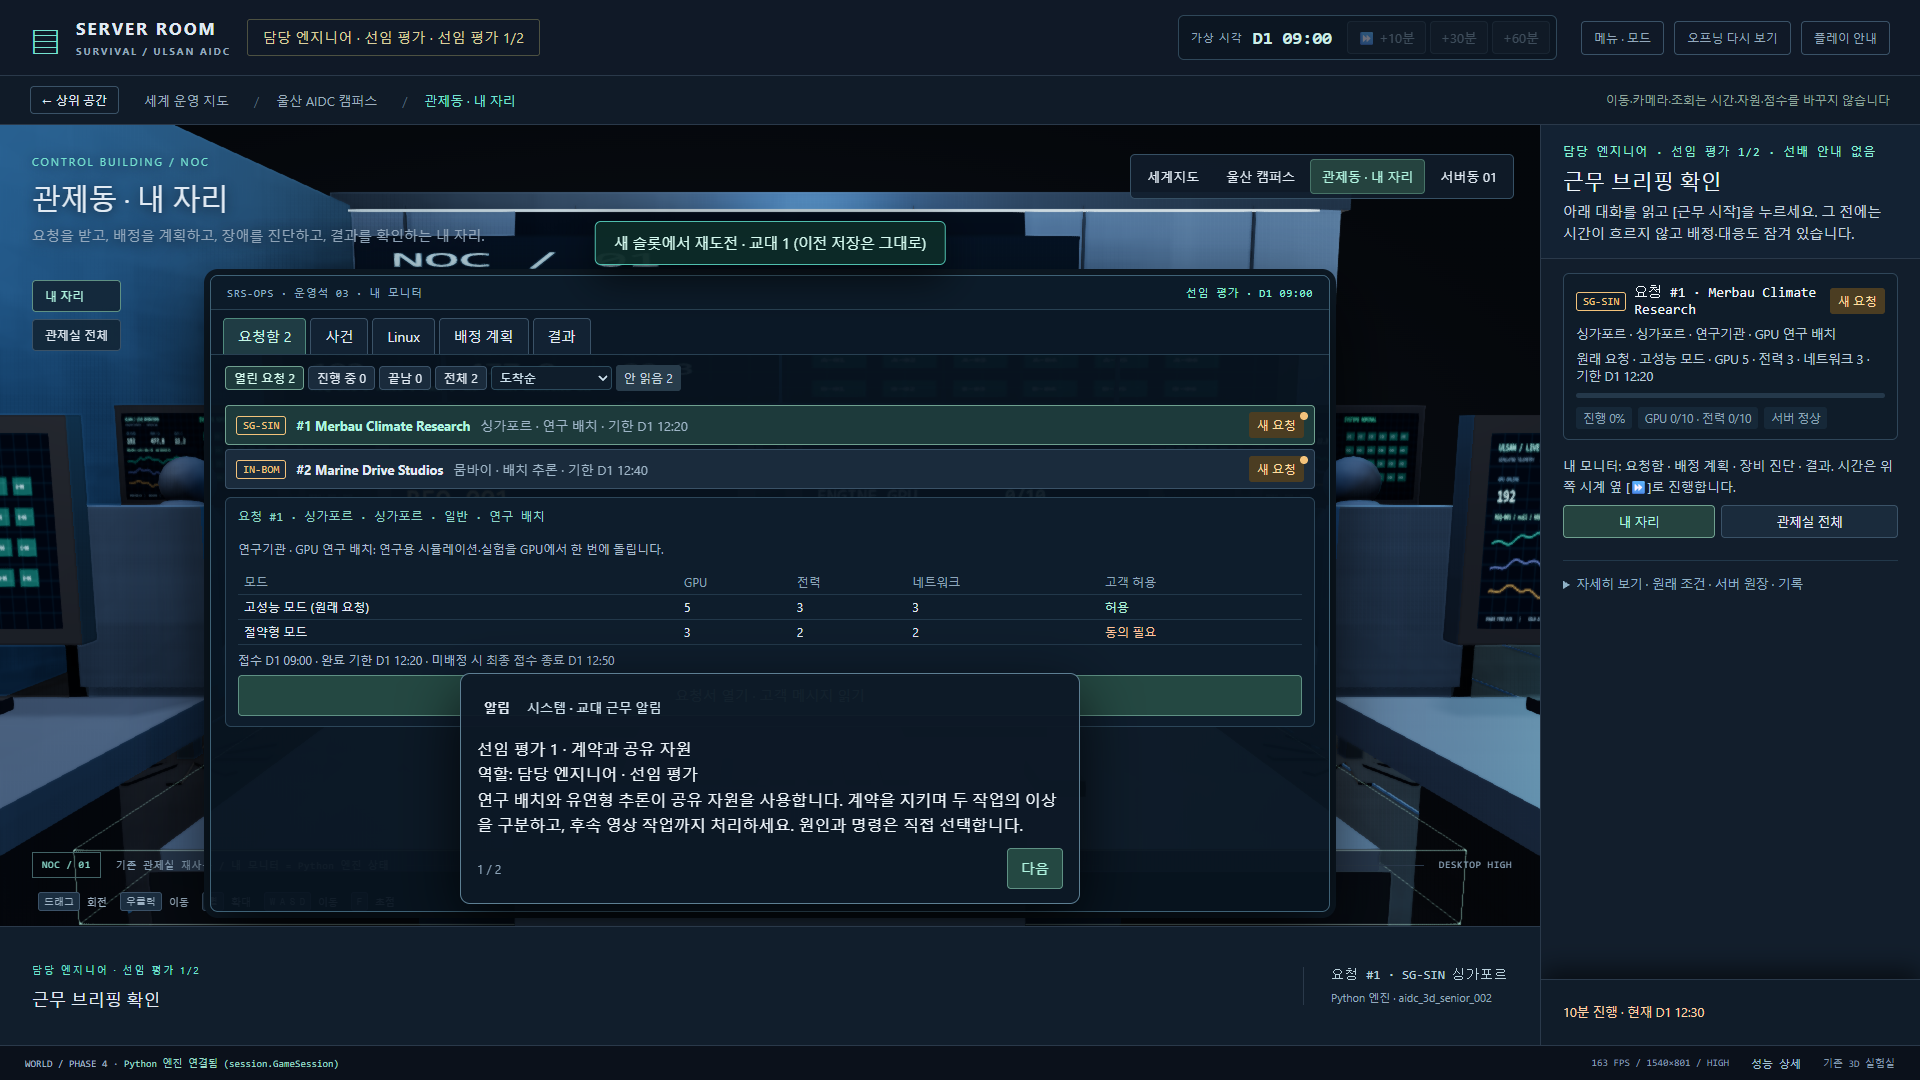 SERVER ROOM
SURVIVAL / ULSAN AIDC
담당 엔지니어 · 선임 평가 · 선임 평가 1/2
가상 시각 D1 09:00 ⏩ +10분 +30분 +60분
메뉴 · 모드
오프닝 다시 보기
플레이 안내
← 상위 공간
세계 운영 지도 / 울산 AIDC 캠퍼스 / 관제동 · 내 자리
이동·카메라·조회는 시간·자원·점수를 바꾸지 않습니다
CONTROL BUILDING / NOC
관제동 · 내 자리
요청을 받고, 배정을 계획하고, 장애를 진단하고, 결과를 확인하는 내 자리.
세계지도 울산 캠퍼스 관제동 · 내 자리 서버동 01
새 슬롯에서 재도전 · 교대 1 (이전 저장은 그대로)
NOC / 01
내 자리
관제실 전체
SRS-OPS · 운영석 03 · 내 모니터
선임 평가 · D1 09:00
요청함 2 사건 Linux 배정 계획 결과
열린 요청 2 진행 중 0 끝남 0 전체 2 도착순 안 읽음 2
SG-SIN #1 Merbau Climate Research 싱가포르 · 연구 배치 · 기한 D1 12:20 새 요청
IN-BOM #2 Marine Drive Studios 뭄바이 · 배치 추론 · 기한 D1 12:40 새 요청
요청 #1 · 싱가포르 · 싱가포르 · 일반 · 연구 배치
연구기관 · GPU 연구 배치: 연구용 시뮬레이션·실험을 GPU에서 한 번에 돌립니다.
모드 GPU 전력 네트워크 고객 허용
고성능 모드 (원래 요청) 5 3 3 허용
절약형 모드 3 2 2 동의 필요
접수 D1 09:00 · 완료 기한 D1 12:20 · 미배정 시 최종 접수 종료 D1 12:50
알림 시스템 · 교대 근무 알림
선임 평가 1 · 계약과 공유 자원
역할: 담당 엔지니어 · 선임 평가
연구 배치와 유연형 추론이 공유 자원을 사용합니다. 계약을 지키며 두 작업의 이상
을 구분하고, 후속 영상 작업까지 처리하세요. 원인과 명령은 직접 선택합니다.
1 / 2
다음
NOC / 01 기존 관제실 재사
DESKTOP HIGH
드래그 회전 우클릭 이동
담당 엔지니어 · 선임 평가 1/2 · 선배 안내 없음
근무 브리핑 확인
아래 대화를 읽고 [근무 시작]을 누르세요. 그 전에는
시간이 흐르지 않고 배정·대응도 잠겨 있습니다.
SG-SIN 요청 #1 · Merbau Climate
Research
새 요청
싱가포르 · 싱가포르 · 연구기관 · GPU 연구 배치
원래 요청 · 고성능 모드 · GPU 5 · 전력 3 · 네트워크 3 ·
기한 D1 12:20
진행 0% GPU 0/10 · 전력 0/10 서버 정상
내 모니터: 요청함 · 배정 계획 · 장비 진단 · 결과. 시간은 위
쪽 시계 옆 [⏩]로 진행합니다.
내 자리
관제실 전체
▶ 자세히 보기 · 원래 조건 · 서버 원장 · 기록
10분 진행 · 현재 D1 12:30
담당 엔지니어 · 선임 평가 1/2
근무 브리핑 확인
요청 #1 · SG-SIN 싱가포르
Python 엔진 · aidc_3d_senior_002
WORLD / PHASE 4 · Python 엔진 연결됨 (session.GameSession)
163 FPS / 1540×801 / HIGH
성능 상세
기존 3D 실험실